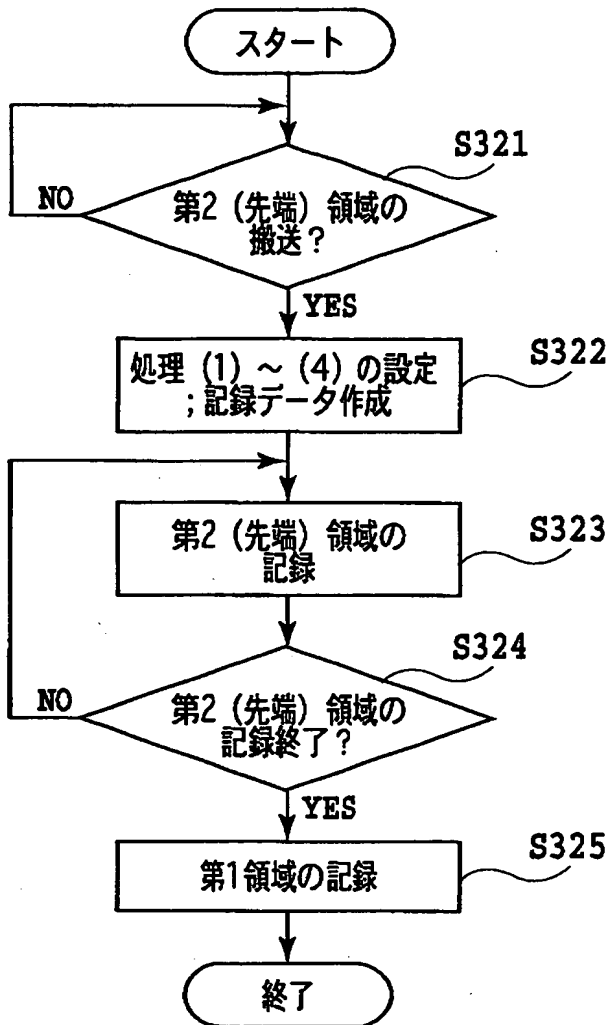 スタート
S321
第2（先端）領域の
搬送？
NO
YES
S322
処理（1）～（4）の設定
；記録データ作成
S323
第2（先端）領域の
記録
S324
第2（先端）領域の
記録終了？
NO
YES
S325
第1領域の記録
終了